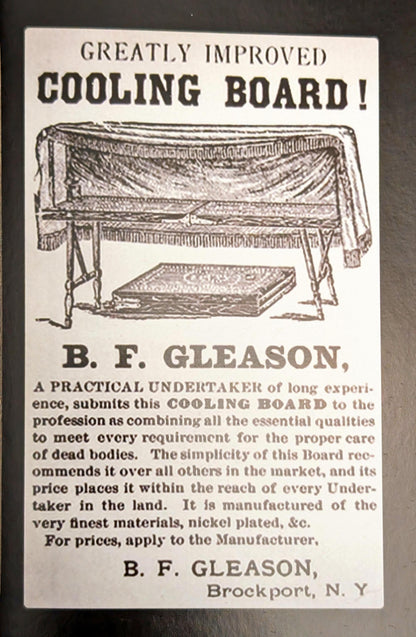 GREATLY IMPROVED
COOLING BOARD!
B. F. GLEASON,
A PRACTICAL UNDERTAKER of long experi-
ence, submits this COOLING BOARD to the
profession as combining all the essential qualities
to meet every requirement for the proper care
of dead bodies. The simplicity of this Board rec-
ommends it over all others in the market, and its
price places it within the reach of every Under-
taker in the land. It is manufactured of the
very finest materials, nickel plated, &c.
For prices, apply to the Manufacturer,
B. F. GLEASON,
Brockport, N. Y